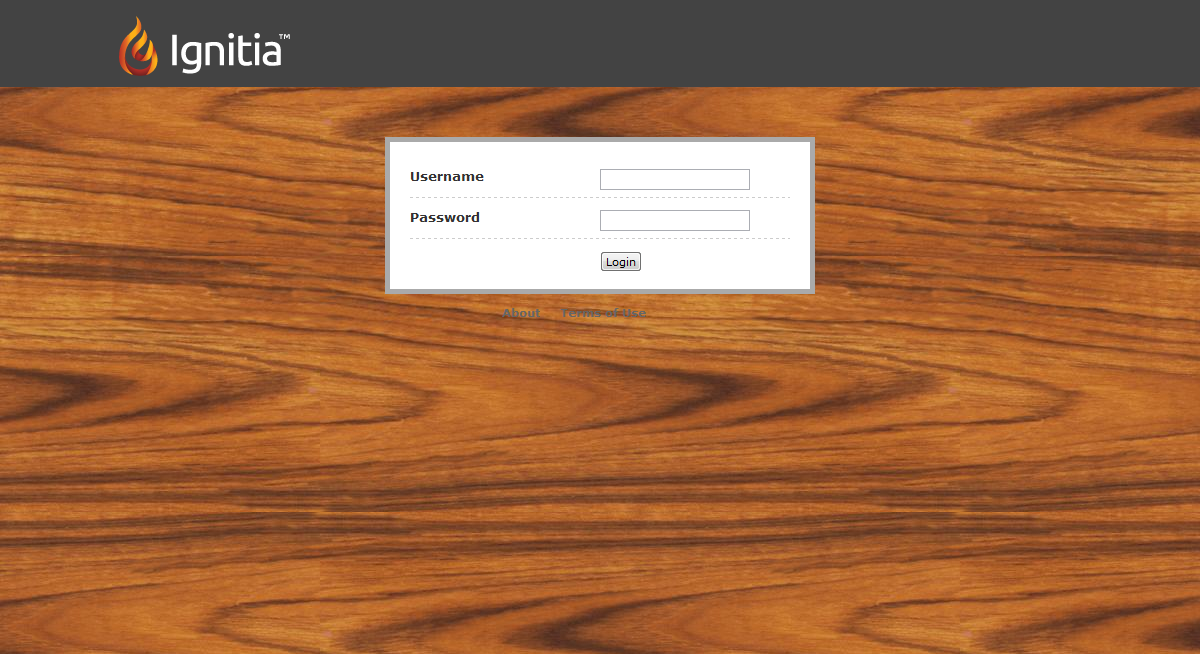 Ignitia™
Username
Password
Login
About Terms of Use